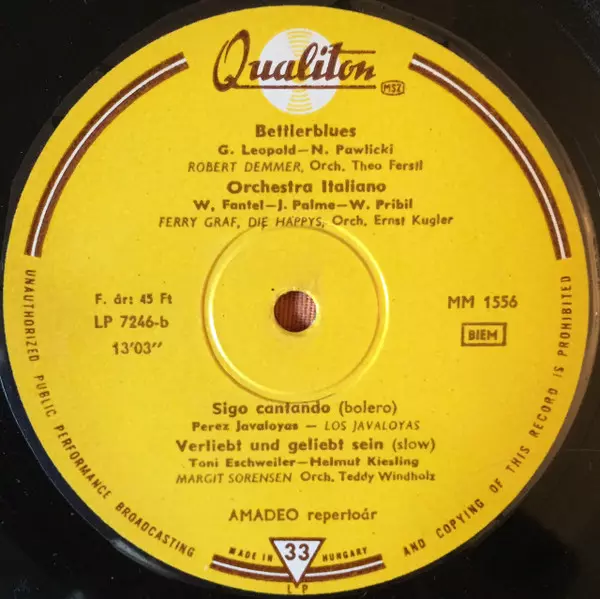 Qualiton
MSZ
Bettlerblues
G. Leopold—N. Pawlicki
ROBERT DEMMER, Orch. Theo Ferstl
Orchestra Italiano
W. Fantel—J. Palme—W. Pribil
FERRY GRAF, DIE HAPPYS, Orch. Ernst Kugler
F. ár: 45 Ft
LP 7246-b
13'03"
MM 1556
BIEM
Sigo cantando (bolero)
Perez Javaloyas — LOS JAVALOYAS
Verliebt und geliebt sein (slow)
Toni Eschweiler—Helmut Kiesling
MARGIT SORENSEN Orch. Teddy Windholz
AMADEO reperloár
UNAUTHORIZED PUBLIC PERFORMANCE BROADCASTING
AND COPYING OF THIS RECORD IS PROHIBITED
MADE IN HUNGARY
33
LP